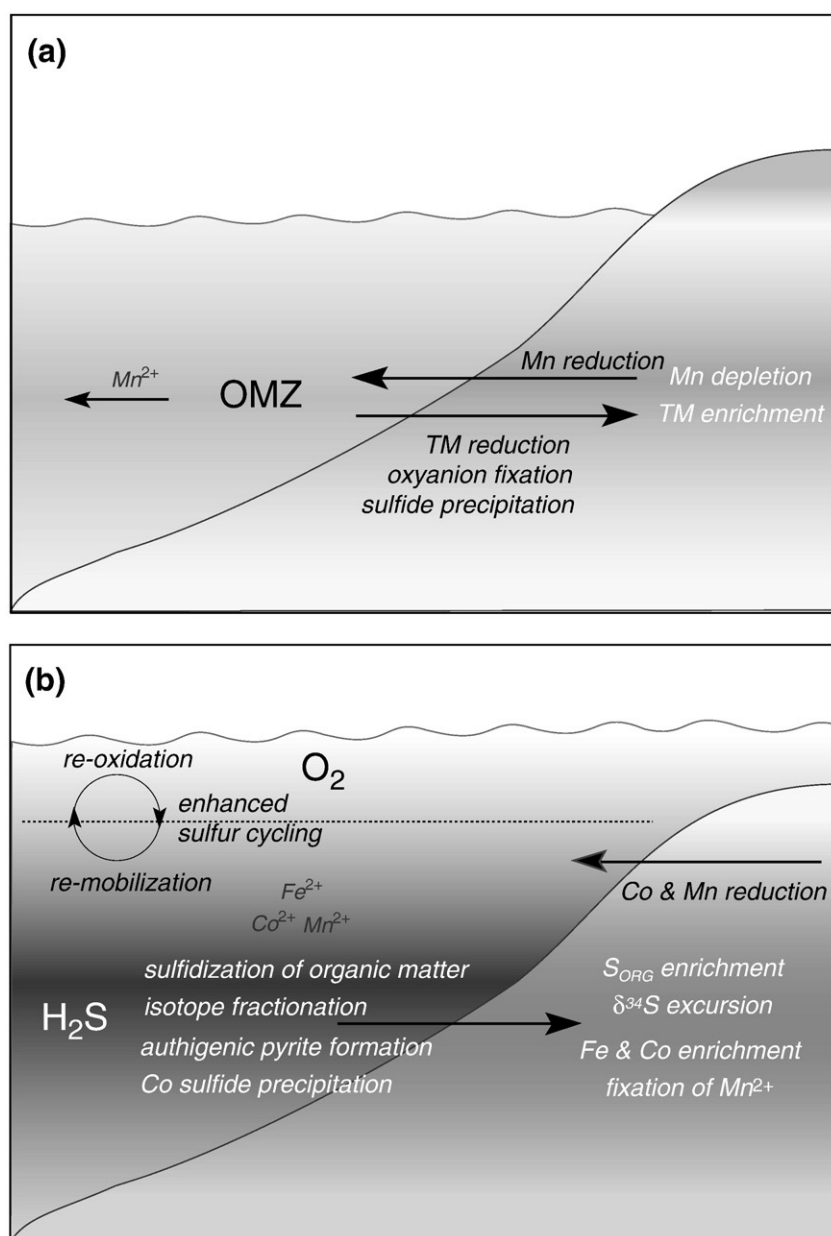 (a)
Mn reduction
Mn²⁺
OMZ
Mn depletion
TM enrichment
TM reduction
oxyanion fixation
sulfide precipitation
(b)
re-oxidation
O₂
enhanced
sulfur cycling
re-mobilization
Co & Mn reduction
Fe²⁺
Co²⁺ Mn²⁺
sulfidization of organic matter
isotope fractionation
H₂S
authigenic pyrite formation
Co sulfide precipitation
S_ORG enrichment
δ³⁴S excursion
Fe & Co enrichment
fixation of Mn²⁺